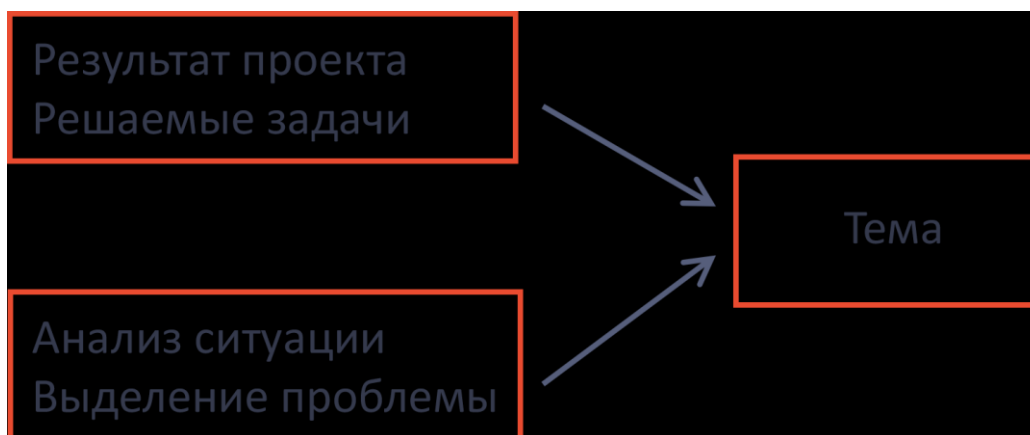 Результат проекта
Решаемые задачи
Тема
Анализ ситуации
Выделение проблемы